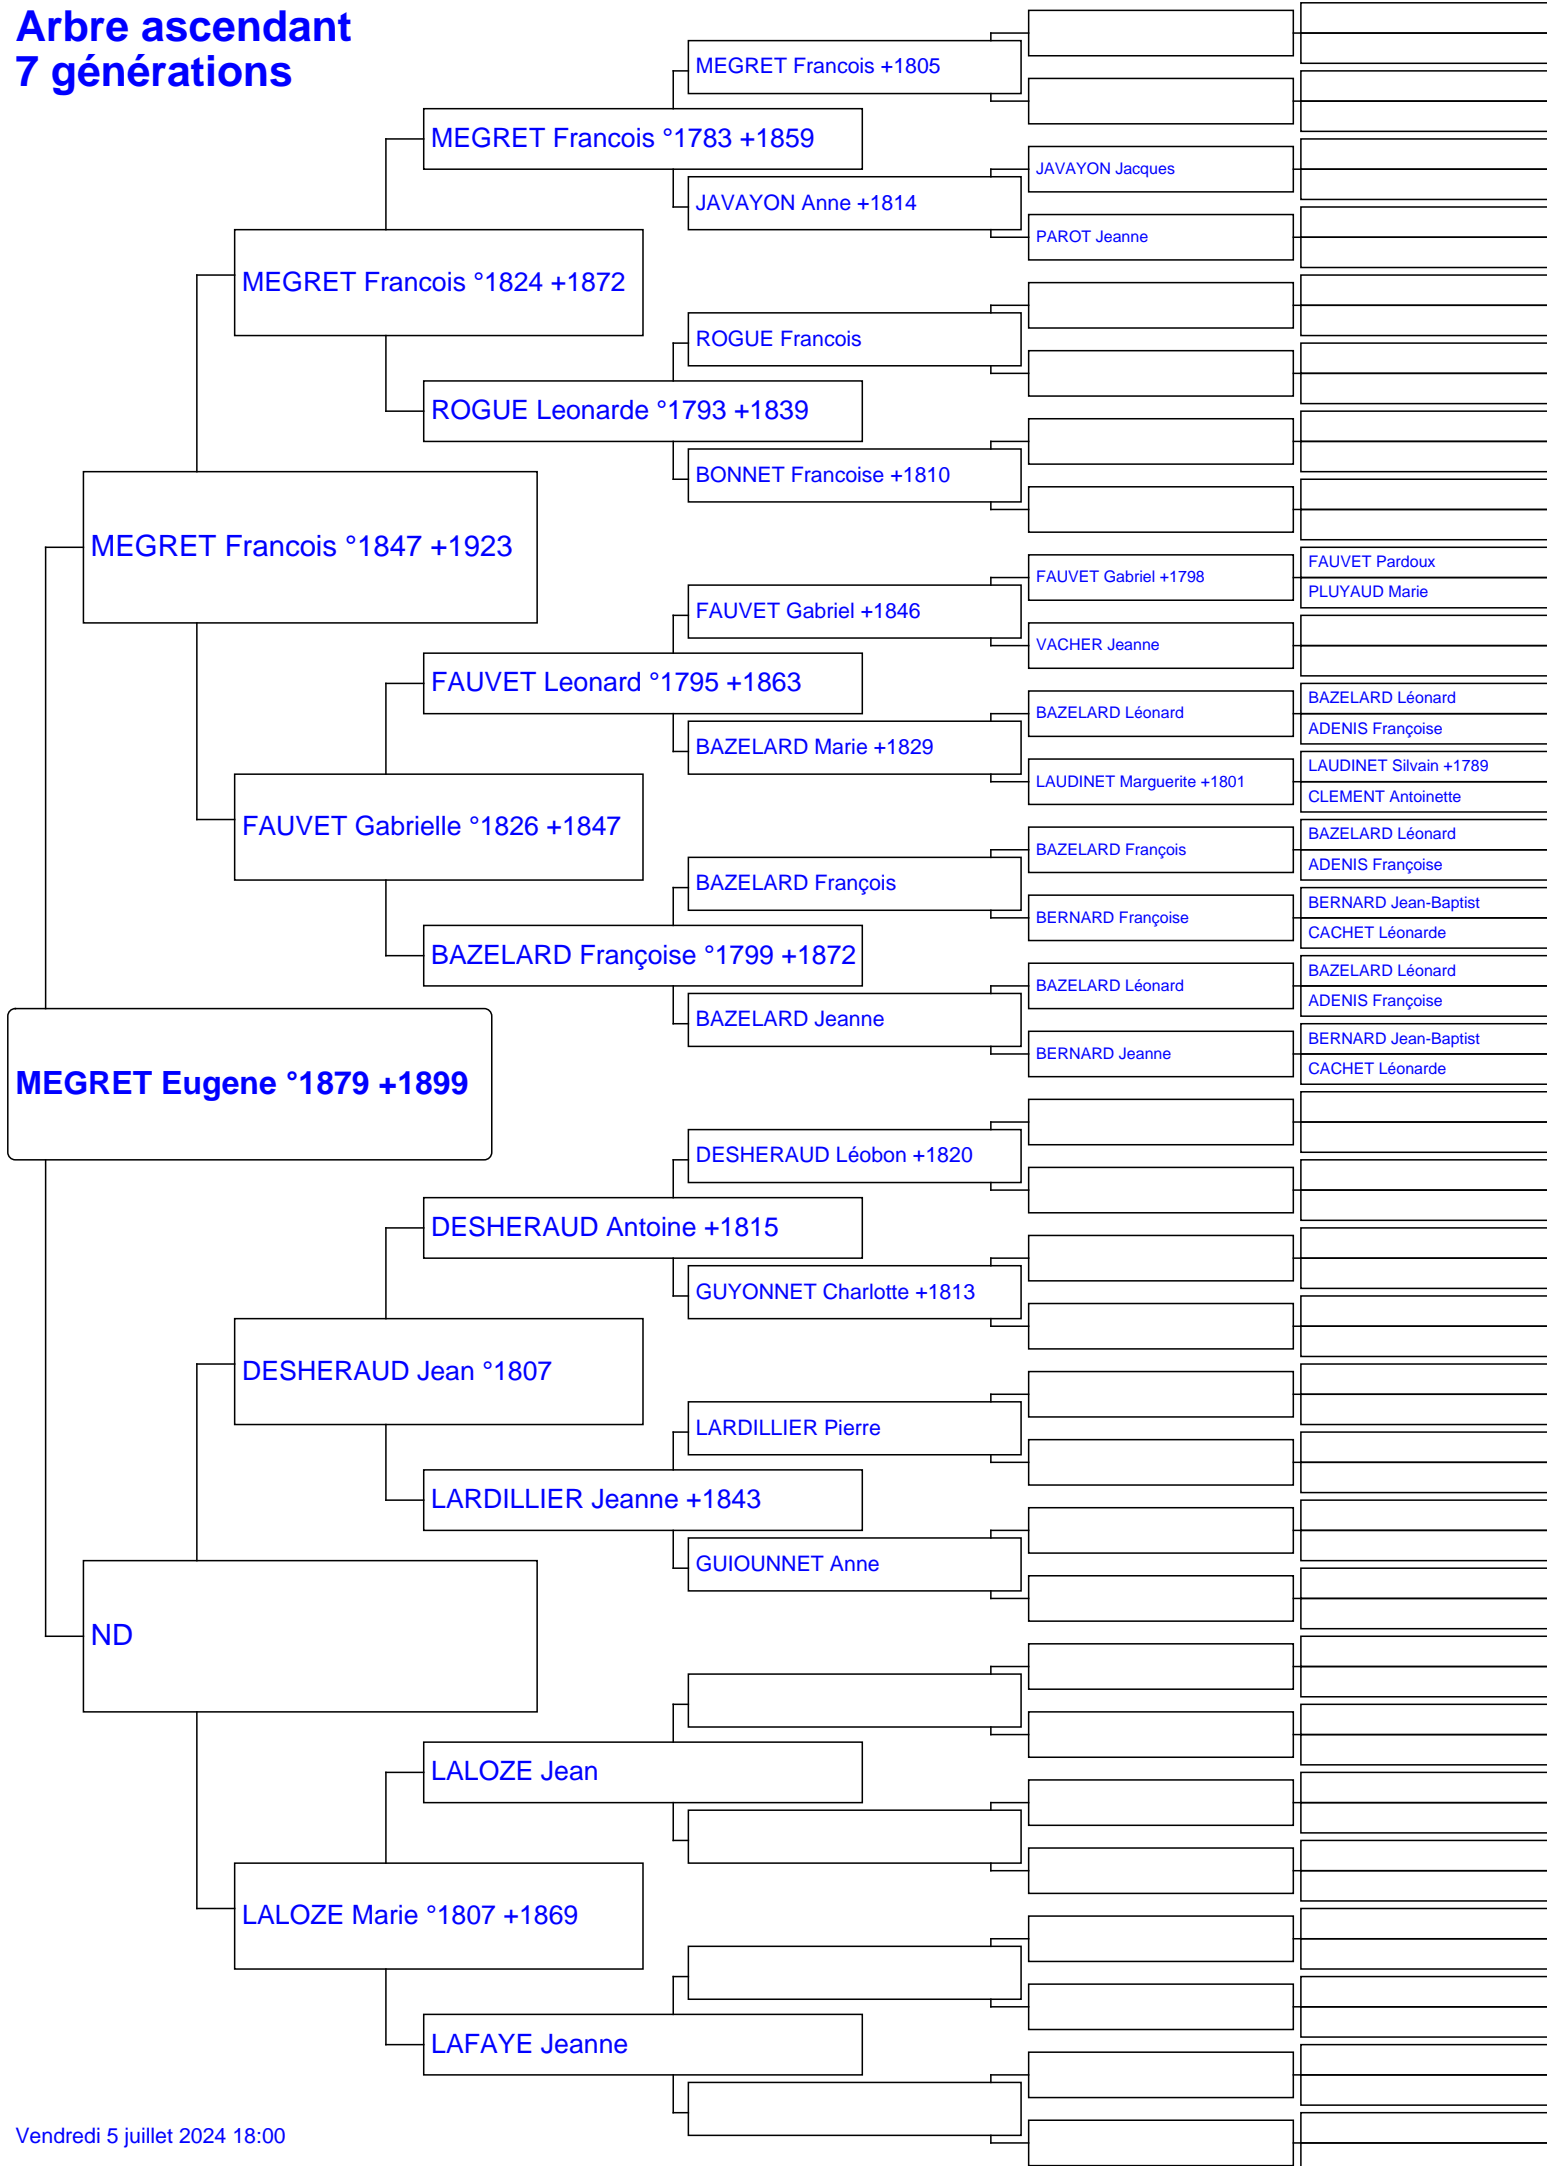 Arbre ascendant
7 générations
MEGRET Francois +1805
MEGRET Francois °1783 +1859
JAVAYON Jacques
JAVAYON Anne +1814
PAROT Jeanne
MEGRET Francois °1824 +1872
ROGUE Francois
ROGUE Leonarde °1793 +1839
BONNET Francoise +1810
MEGRET Francois °1847 +1923
FAUVET Pardoux
FAUVET Gabriel +1798
PLUYAUD Marie
FAUVET Gabriel +1846
VACHER Jeanne
FAUVET Leonard °1795 +1863
BAZELARD Léonard
BAZELARD Léonard
ADENIS Françoise
BAZELARD Marie +1829
LAUDINET Silvain +1789
LAUDINET Marguerite +1801
CLEMENT Antoinette
FAUVET Gabrielle °1826 +1847
BAZELARD Léonard
BAZELARD François
ADENIS Françoise
BAZELARD François
BERNARD Jean-Baptist
BERNARD Françoise
CACHET Léonarde
BAZELARD Françoise °1799 +1872
BAZELARD Léonard
BAZELARD Léonard
ADENIS Françoise
BAZELARD Jeanne
BERNARD Jean-Baptist
BERNARD Jeanne
CACHET Léonarde
MEGRET Eugene °1879 +1899
DESHERAUD Léobon +1820
DESHERAUD Antoine +1815
GUYONNET Charlotte +1813
DESHERAUD Jean °1807
LARDILLIER Pierre
LARDILLIER Jeanne +1843
GUIOUNNET Anne
ND
LALOZE Jean
LALOZE Marie °1807 +1869
LAFAYE Jeanne
Vendredi 5 juillet 2024 18:00